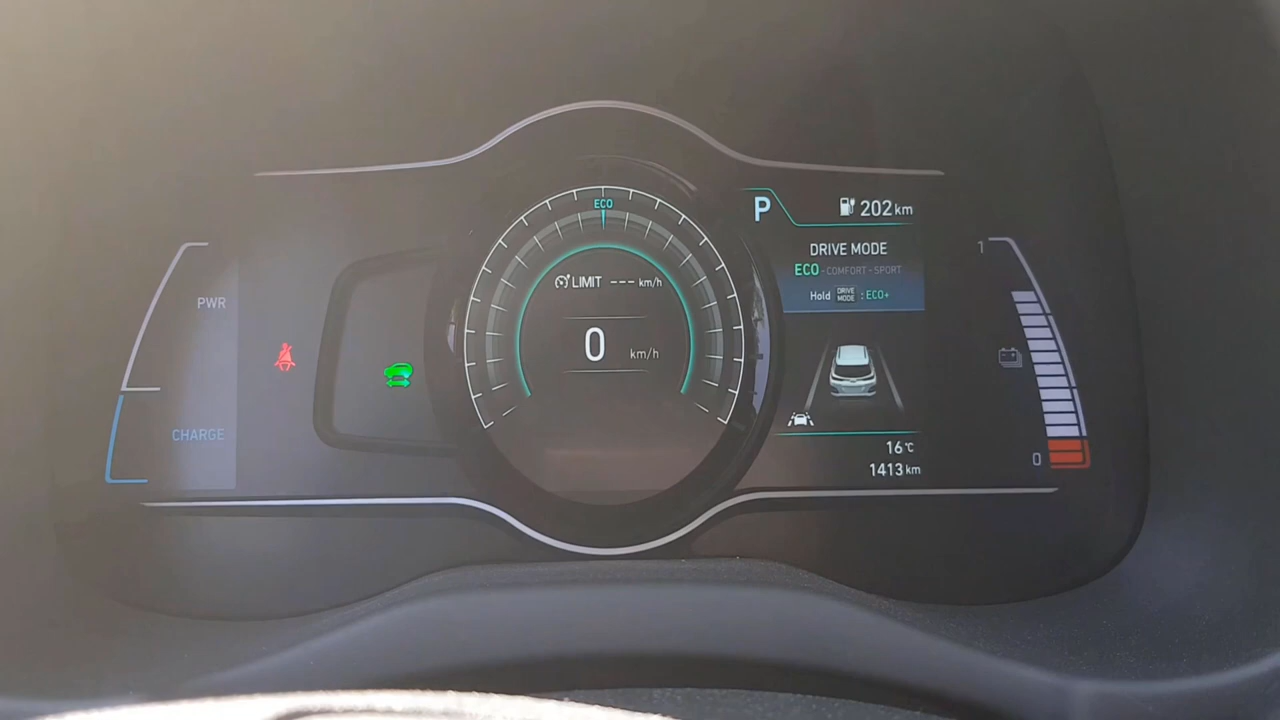 PWR
CHARGE
ECO
LIMIT --- km/h
0 km/h
P
202 km
DRIVE MODE
ECO - COMFORT - SPORT
Hold DRIVE MODE : ECO+
16 °C
1413 km
1
0